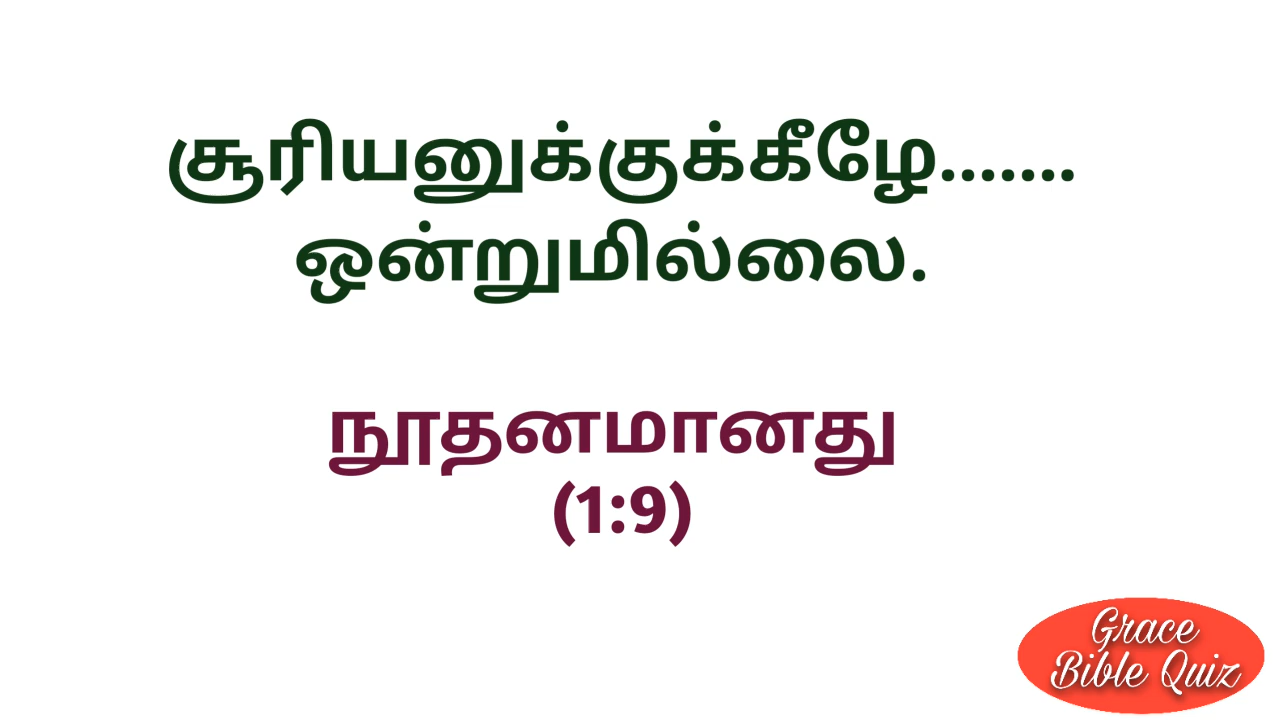 சூரியனுக்குக்கீழே.......
ஒன்றுமில்லை.
நூதனமானது
(1:9)
Grace
Bible Quiz